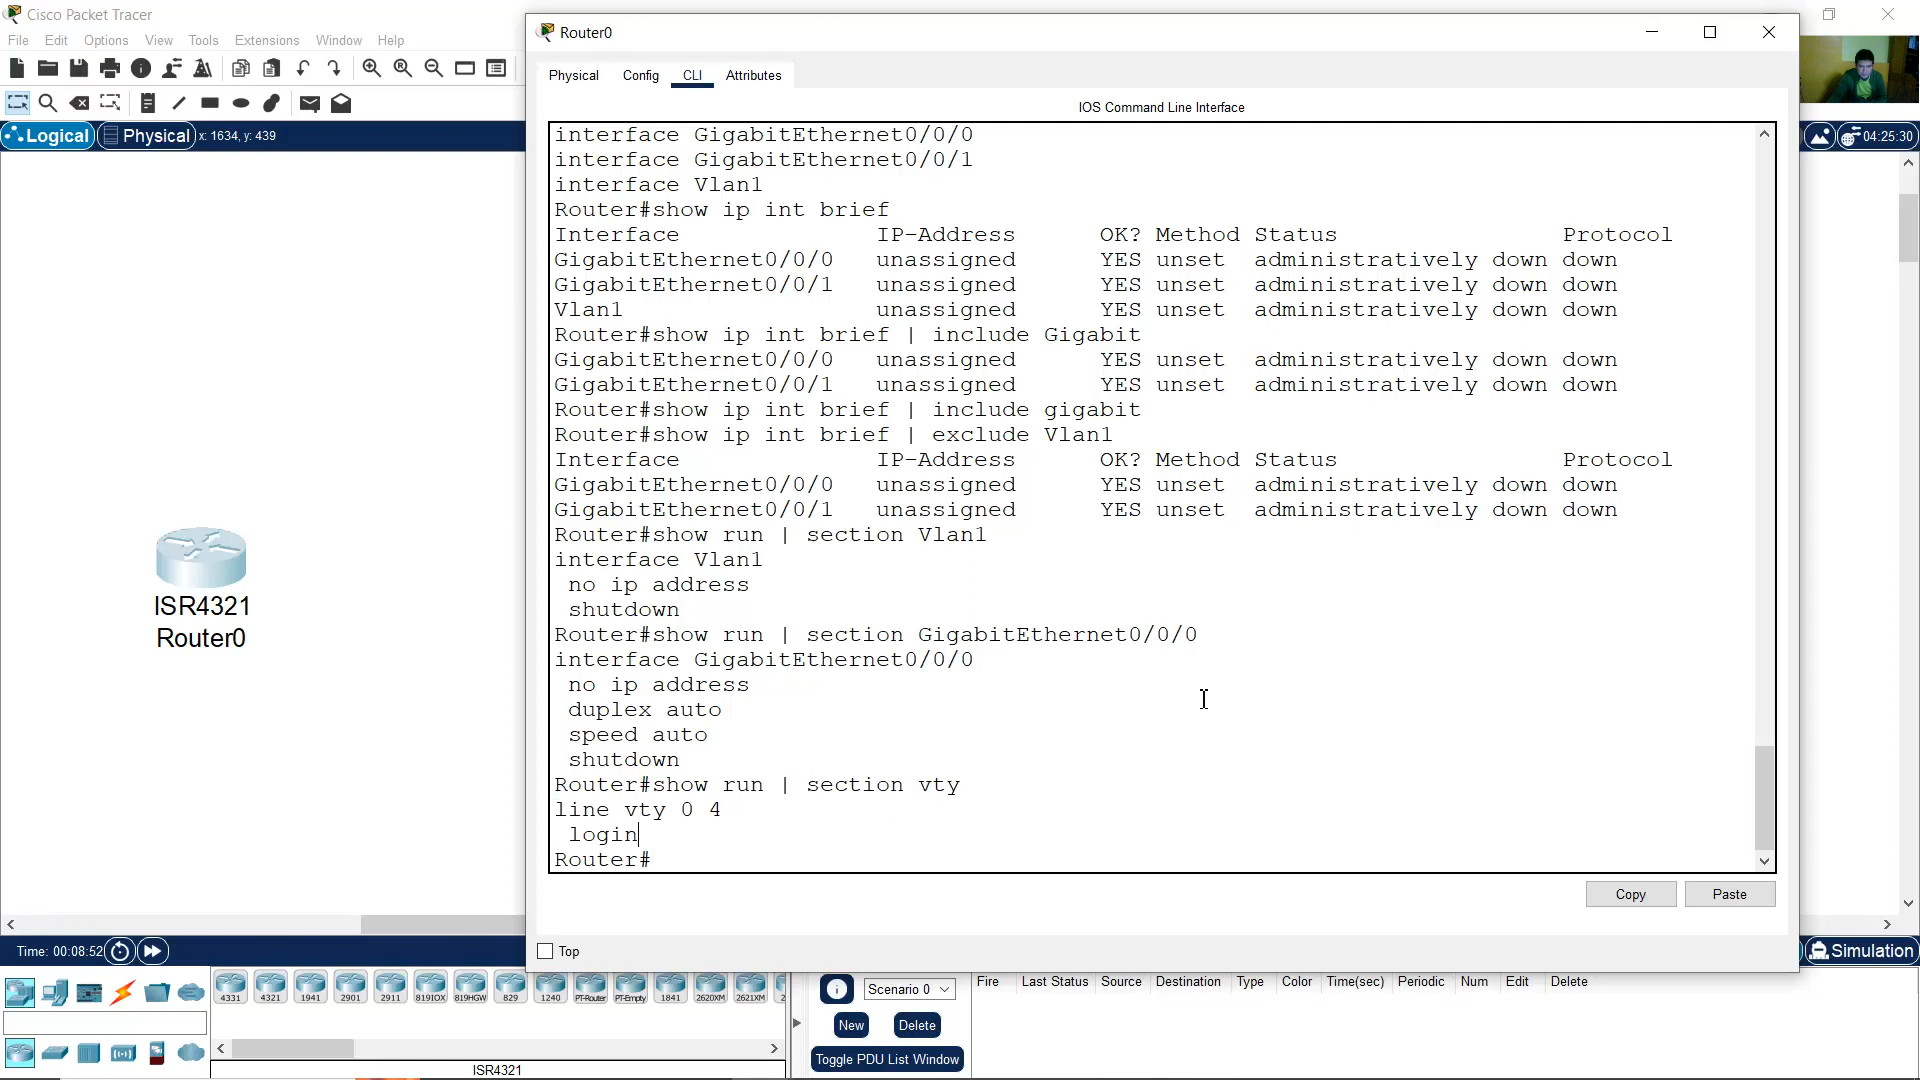 Cisco Packet Tracer
File Edit Options View Tools Extensions Window Help
Logical Physical x: 1634, y: 439
04:25:30
ISR4321
Router0
Time: 00:08:52
Simulation
Router0
Physical Config CLI Attributes
IOS Command Line Interface
interface GigabitEthernet0/0/0
interface GigabitEthernet0/0/1
interface Vlan1
Router#show ip int brief
Interface IP-Address OK? Method Status Protocol
GigabitEthernet0/0/0 unassigned YES unset administratively down down
GigabitEthernet0/0/1 unassigned YES unset administratively down down
Vlan1 unassigned YES unset administratively down down
Router#show ip int brief | include Gigabit
GigabitEthernet0/0/0 unassigned YES unset administratively down down
GigabitEthernet0/0/1 unassigned YES unset administratively down down
Router#show ip int brief | include gigabit
Router#show ip int brief | exclude Vlan1
Interface IP-Address OK? Method Status Protocol
GigabitEthernet0/0/0 unassigned YES unset administratively down down
GigabitEthernet0/0/1 unassigned YES unset administratively down down
Router#show run | section Vlan1
interface Vlan1
 no ip address
 shutdown
Router#show run | section GigabitEthernet0/0/0
interface GigabitEthernet0/0/0
 no ip address
 duplex auto
 speed auto
 shutdown
Router#show run | section vty
line vty 0 4
 login
Router#
Copy Paste
Top
4331 4321 1941 2901 2911 819IOX 819HGW 829 1240 PT-Router PT-Empty 1841 2620XM 2621XM 2
ISR4321
Scenario 0
New Delete
Toggle PDU List Window
Fire Last Status Source Destination Type Color Time(sec) Periodic Num Edit Delete